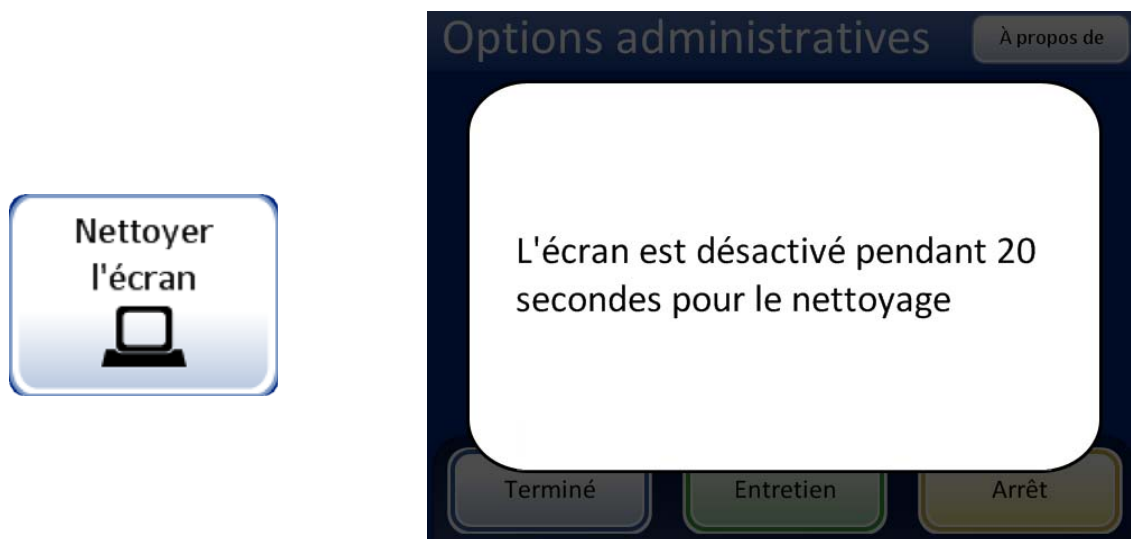 Nettoyer
l'écran
Options administratives
À propos de
L'écran est désactivé pendant 20
secondes pour le nettoyage
Terminé
Entretien
Arrêt